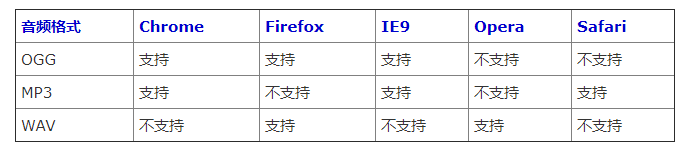 音频格式 Chrome Firefox IE9 Opera Safari
OGG 支持 支持 支持 不支持 不支持
MP3 支持 不支持 支持 不支持 支持
WAV 不支持 支持 不支持 支持 不支持